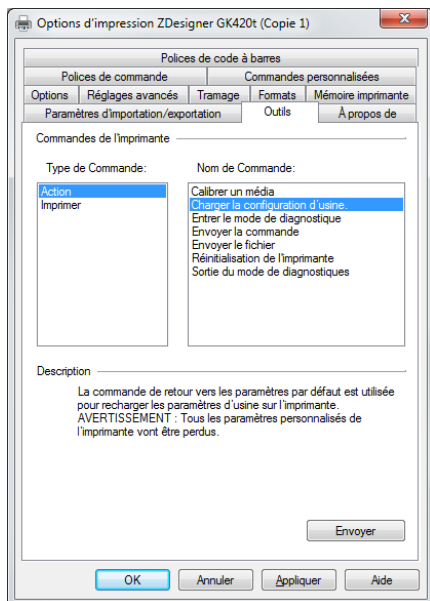 Options d'impression ZDesigner GK420t (Copie 1)
Polices de code à barres
Polices de commande
Commandes personnalisées
Options
Réglages avancés
Tramage
Formats
Mémoire imprimante
Paramètres d'importation/exportation
Outils
À propos de
Commandes de l'imprimante
Type de Commande:
Nom de Commande:
Action
Imprimer
Calibrer un média
Charger la configuration d'usine.
Entrer le mode de diagnostique
Envoyer la commande
Envoyer le fichier
Réinitialisation de l'imprimante
Sortie du mode de diagnostiques
Description
La commande de retour vers les paramètres par défaut est utilisée
pour recharger les paramètres d'usine sur l'imprimante.
AVERTISSEMENT : Tous les paramètres personnalisés de
l'imprimante vont être perdus.
Envoyer
OK
Annuler
Appliquer
Aide